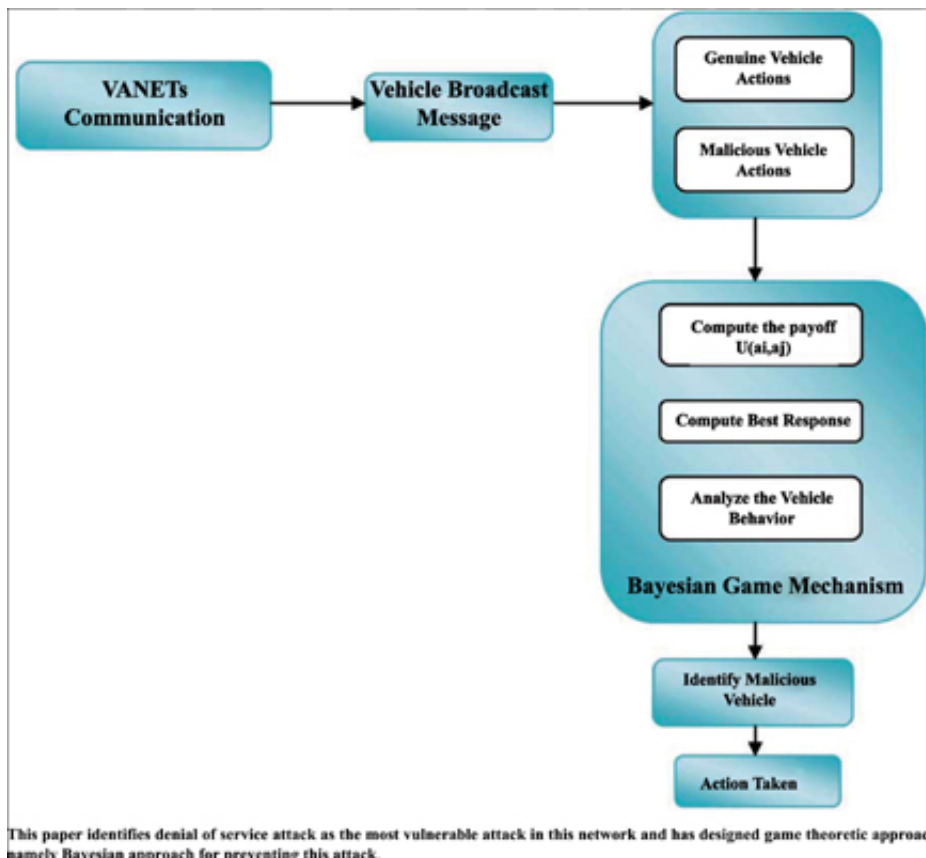 VANETs
Communication
Vehicle Broadcast
Message
Genuine Vehicle
Actions
Malicious Vehicle
Actions
Compute the payoff
U(ai,aj)
Compute Best Response
Analyze the Vehicle
Behavior
Bayesian Game Mechanism
Identify Malicious
Vehicle
Action Taken
This paper identifies denial of service attack as the most vulnerable attack in this network and has designed game theoretic approac
namely Bayesian approach for preventing this attack.